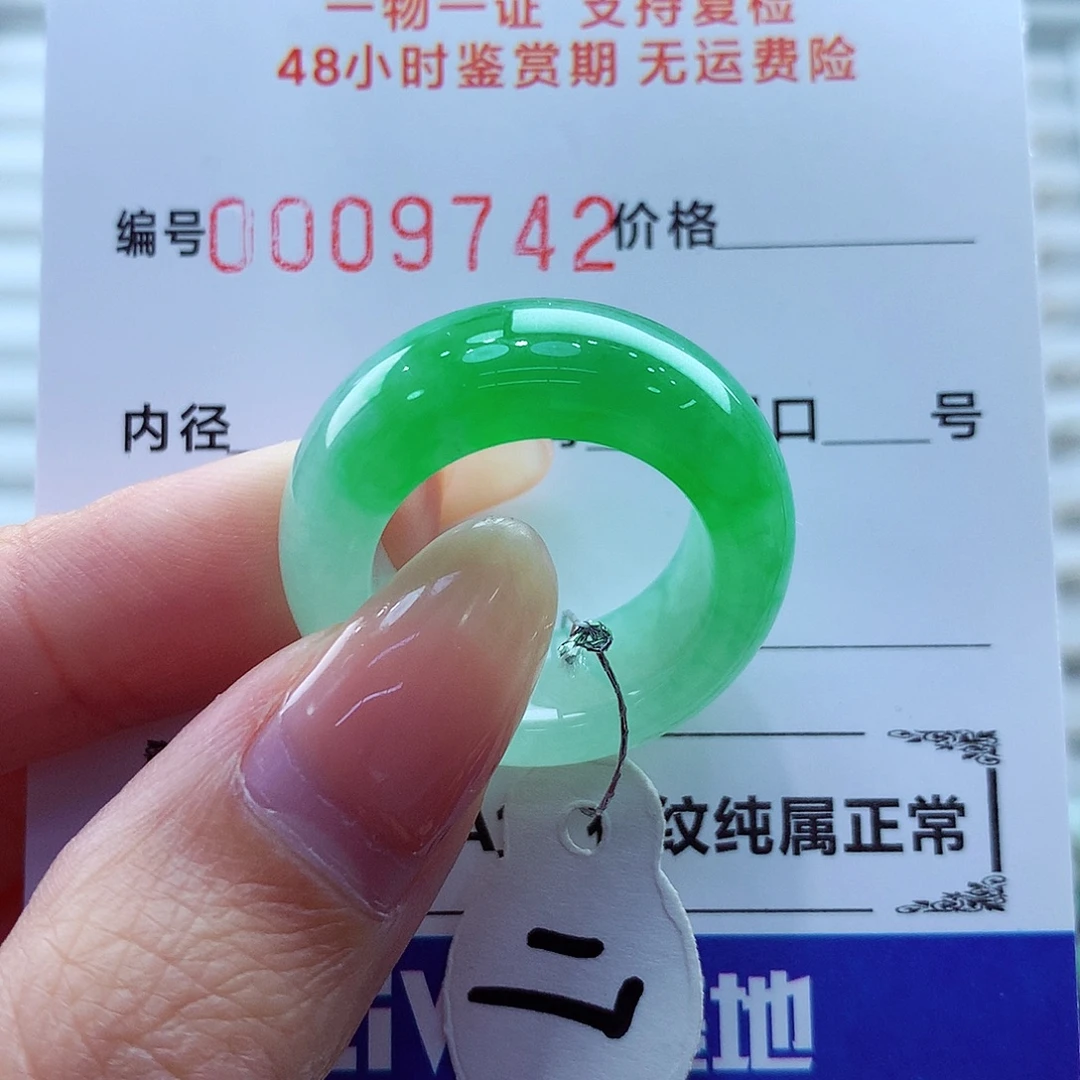 一物一证 支持复检
48小时鉴赏期 无运费险
编号0009742价格
内径 口 号
纹纯属正常
17
基地